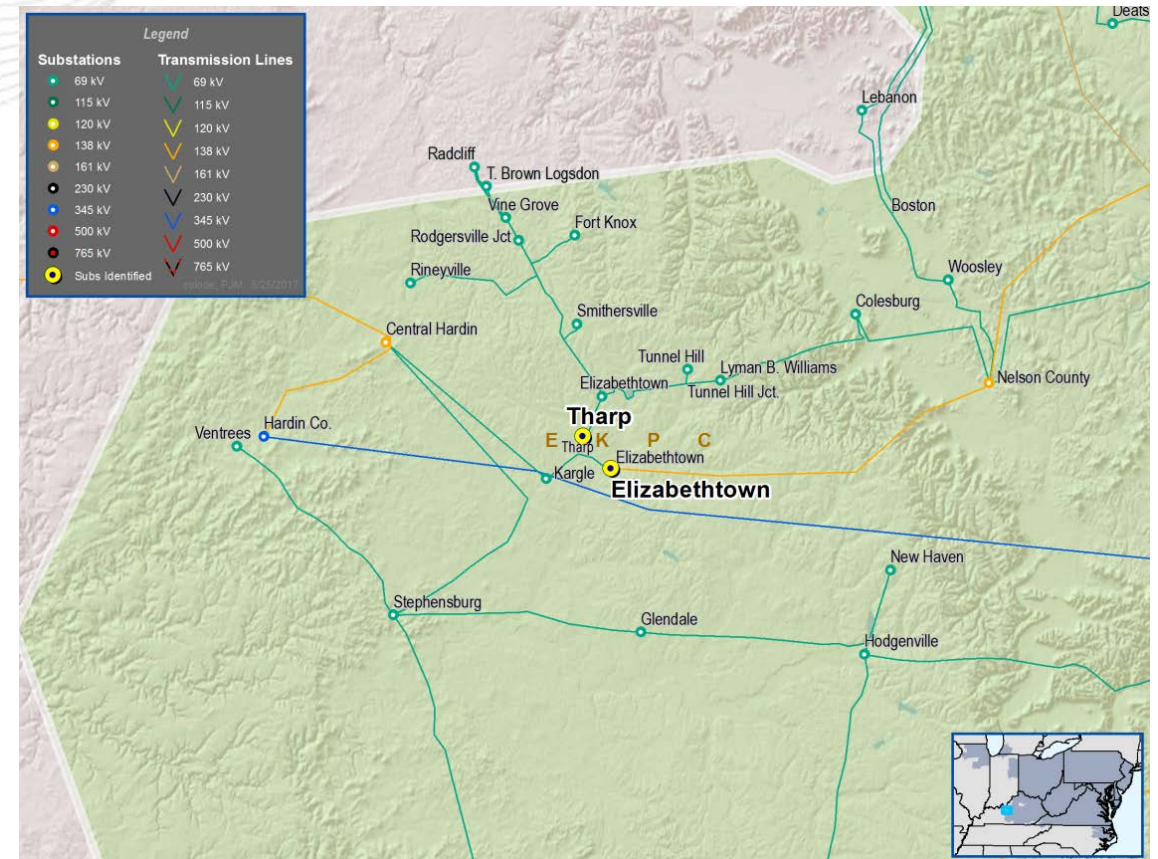 Legend
Substations
Transmission Lines
69 kV
69 kV
115 kV
115 kV
120 kV
120 kV
138 kV
138 kV
161 kV
161 kV
230 kV
230 kV
345 kV
345 kV
500 kV
500 kV
765 kV
765 kV
Subs Identified
Deats
Lebanon
Radcliff
T. Brown Logsdon
Vine Grove
Boston
Fort Knox
Rodgersville Jct
Rineyville
Woosley
Colesburg
Smithersville
Central Hardin
Tunnel Hill
Lyman B. Williams
Nelson County
Elizabethtown
Tunnel Hill Jct.
Tharp
Hardin Co.
Ventrees
E K P C
Tharp
Elizabethtown
Kargle
Elizabethtown
New Haven
Stephensburg
Glendale
Hodgenville